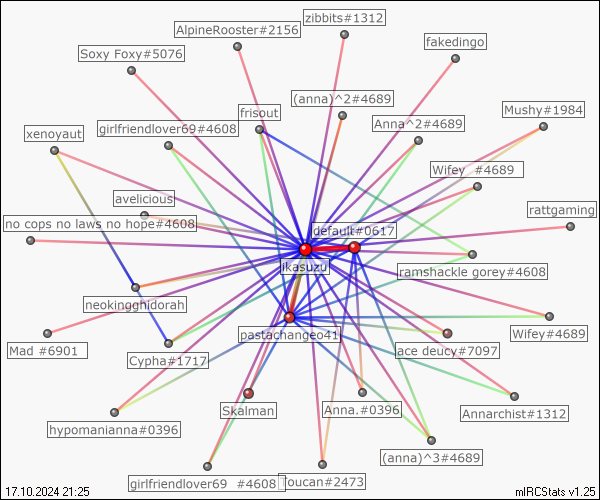 zibbits#1312
AlpineRooster#2156
fakedingo
Soxy Foxy#5076
(anna)^2#4689
Mushy#1984
frisout
Anna^2#4689
girlfriendlover69#4608
xenoyaut
Wifey  #4689
avelicious
rattgaming
no cops no laws no hope#4608
default#0617
ikasuzu
ramshackle gorey#4608
neokingghidorah
pastachangeo41
Wifey#4689
Mad #6901
ace deucy#7097
Cypha#1717
Skalman
Anna.#0396
Annarchist#1312
hypomanianna#0396
(anna)^3#4689
girlfriendlover69  #4608
Toucan#2473
17.10.2024 21:25
mIRCStats v1.25